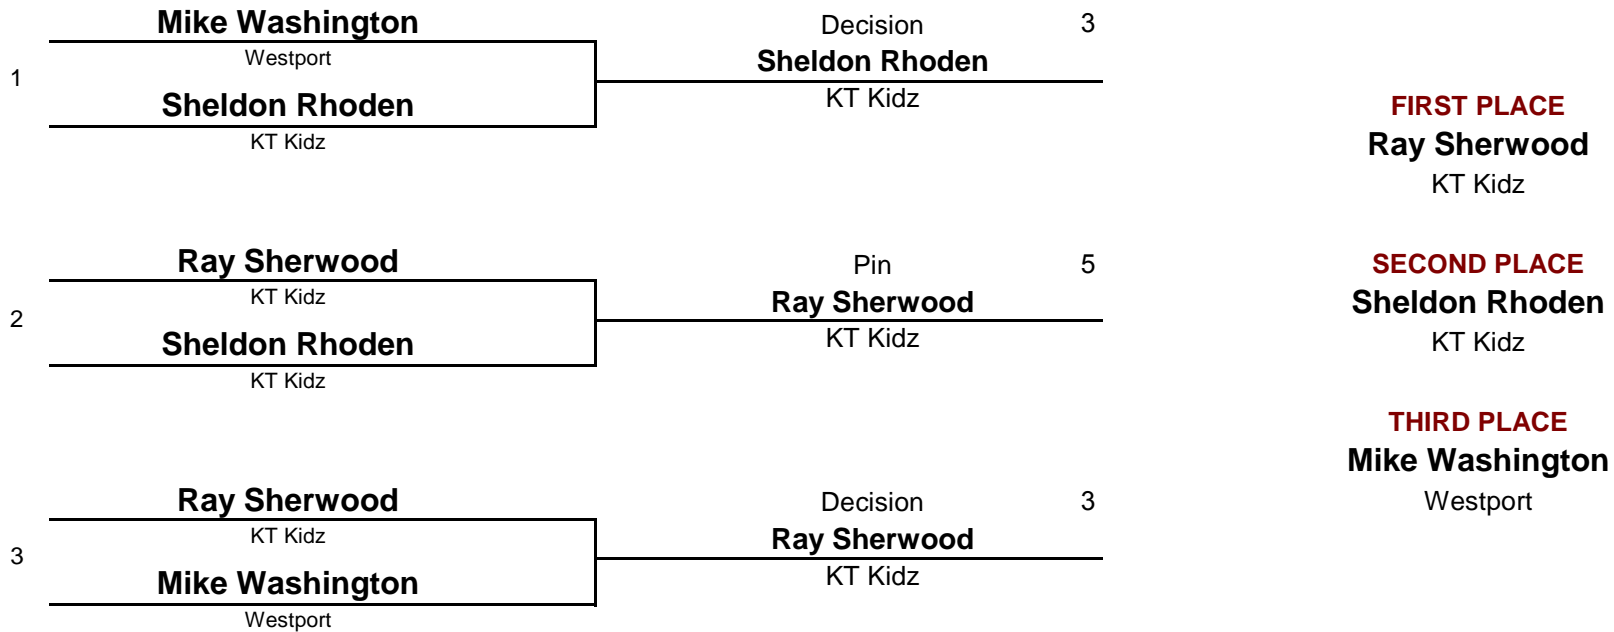 Mike Washington
Westport
1
Sheldon Rhoden
KT Kidz
Decision 3
Sheldon Rhoden
KT Kidz
Ray Sherwood
KT Kidz
2
Sheldon Rhoden
KT Kidz
Pin 5
Ray Sherwood
KT Kidz
Ray Sherwood
KT Kidz
3
Mike Washington
Westport
Decision 3
Ray Sherwood
KT Kidz
FIRST PLACE
Ray Sherwood
KT Kidz
SECOND PLACE
Sheldon Rhoden
KT Kidz
THIRD PLACE
Mike Washington
Westport